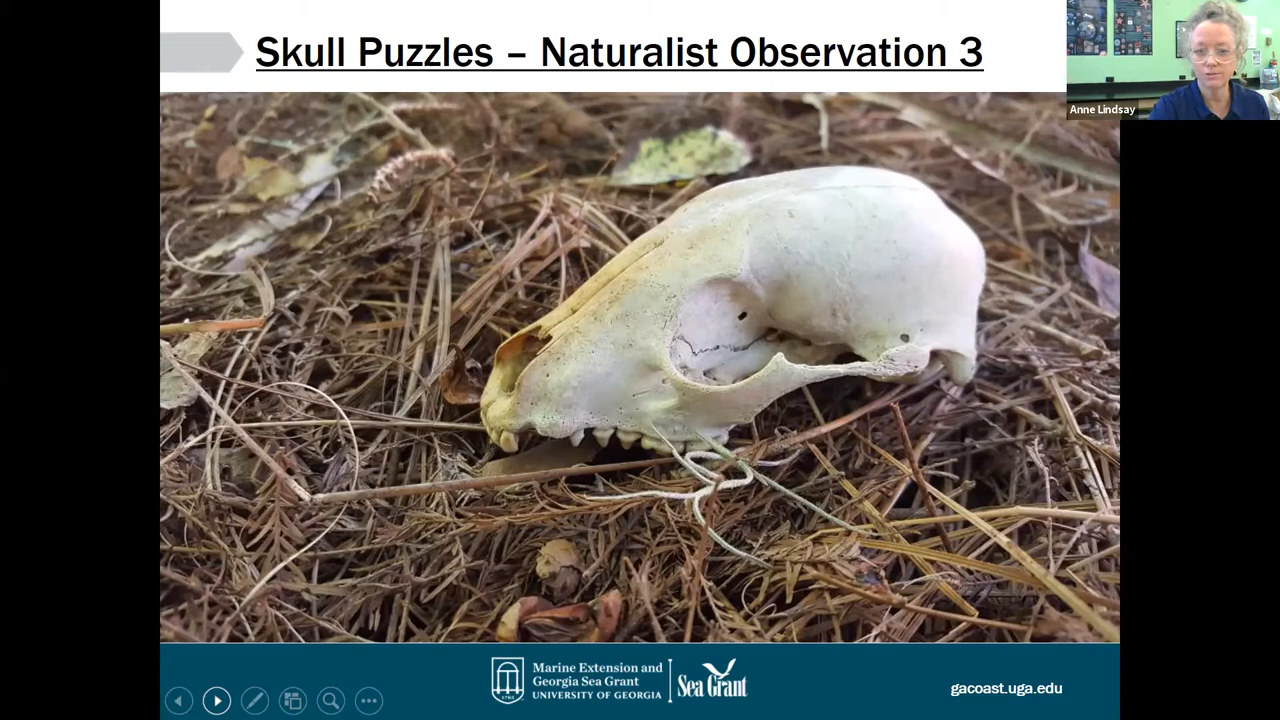 Skull Puzzles – Naturalist Observation 3
Anne Lindsay
Marine Extension and
Georgia Sea Grant
UNIVERSITY OF GEORGIA
Sea Grant
gacoast.uga.edu